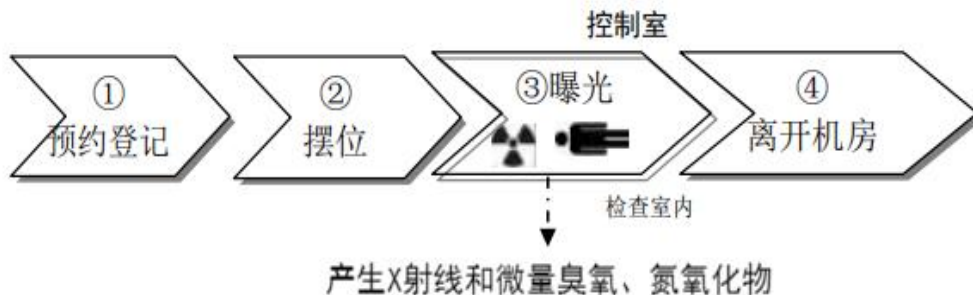 控制室
①
预约登记
②
摆位
③曝光
④
离开机房
检查室内
产生X射线和微量臭氧、氮氧化物